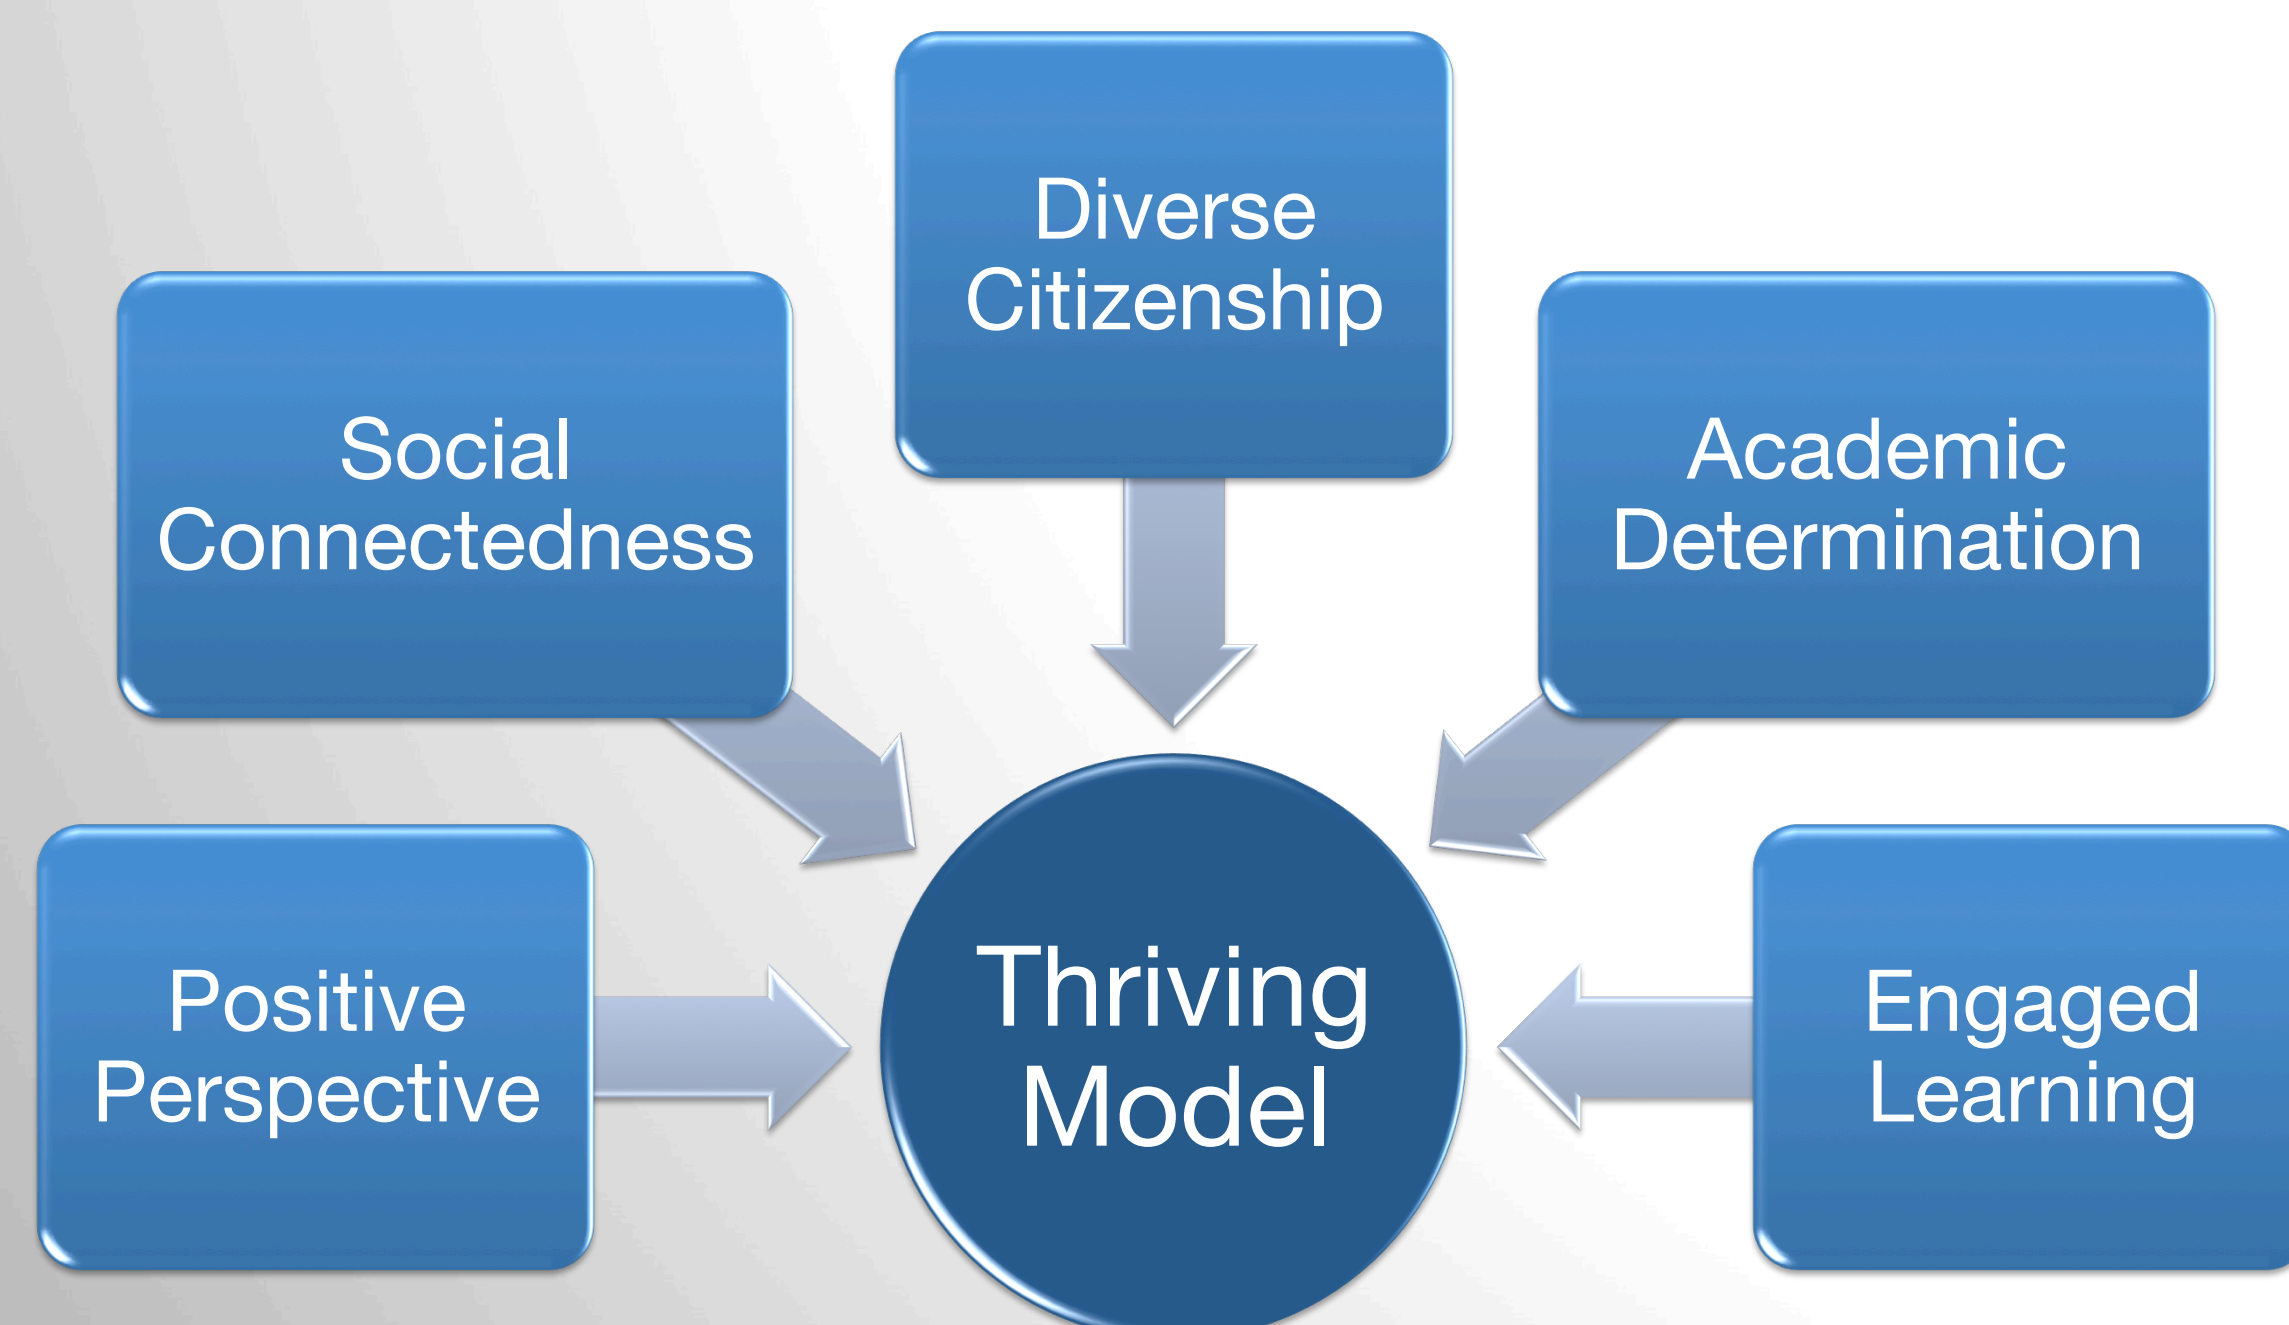 Diverse
Citizenship
Social
Connectedness
Academic
Determination
Positive
Perspective
Thriving
Model
Engaged
Learning